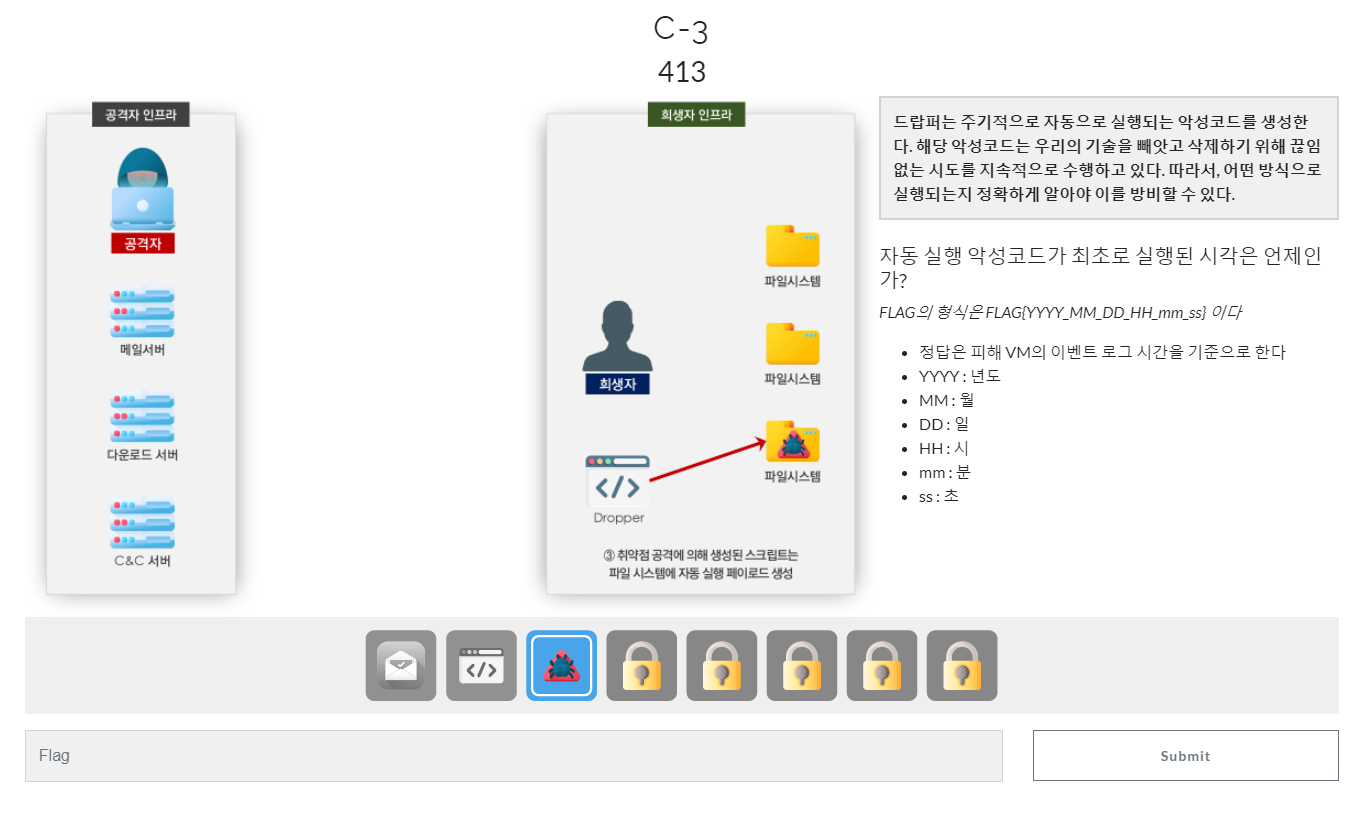 C-3
413
공격자 인프라
공격자
메일서버
다운로드 서버
C&C 서버
희생자 인프라
파일시스템
파일시스템
희생자
파일시스템
Dropper
③ 취약점 공격에 의해 생성된 스크립트는
파일 시스템에 자동 실행 페이로드 생성
드랍퍼는 주기적으로 자동으로 실행되는 악성코드를 생성한
다. 해당 악성코드는 우리의 기술을 빼앗고 삭제하기 위해 끊임
없는 시도를 지속적으로 수행하고 있다. 따라서, 어떤 방식으로
실행되는지 정확하게 알아야 이를 방비할 수 있다.
자동 실행 악성코드가 최초로 실행된 시각은 언제인
가?
FLAG의 형식은 FLAG{YYYY_MM_DD_HH_mm_ss} 이다
• 정답은 피해 VM의 이벤트 로그 시간을 기준으로 한다
• YYYY : 년도
• MM : 월
• DD : 일
• HH : 시
• mm : 분
• ss : 초
Flag
Submit